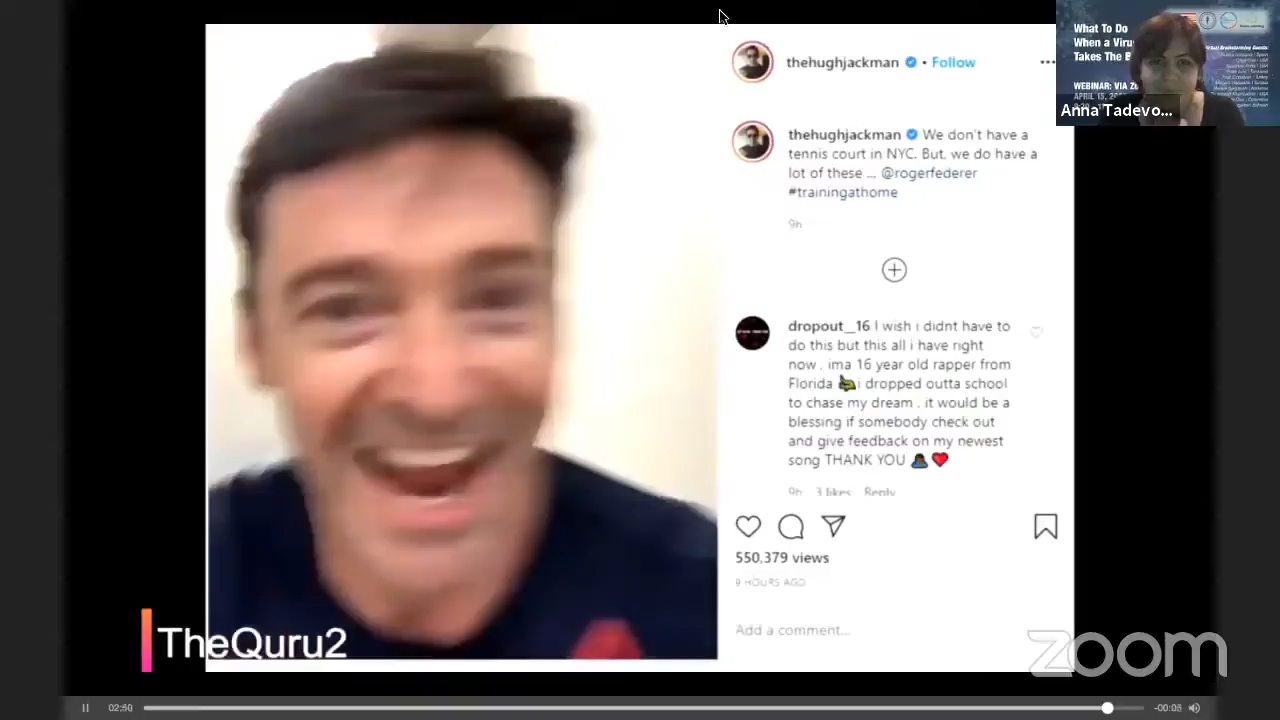 thehughjackman • Follow
thehughjackman We don't have a
tennis court in NYC. But, we do have a
lot of these ... @rogerfederer
#trainingathome
9h
dropout_16 I wish i didnt have to
do this but this all i have right
now . ima 16 year old rapper from
Florida i dropped outta school
to chase my dream . it would be a
blessing if somebody check out
and give feedback on my newest
song THANK YOU
9h 3 likes Reply
550,379 views
9 HOURS AGO
Add a comment...
What To Do
When a Viru
Takes The B
WEBINAR: VIA Z
APRIL 15, 20
Anna Tadevo...
TheQuru2
zoom
02:50
-00:05